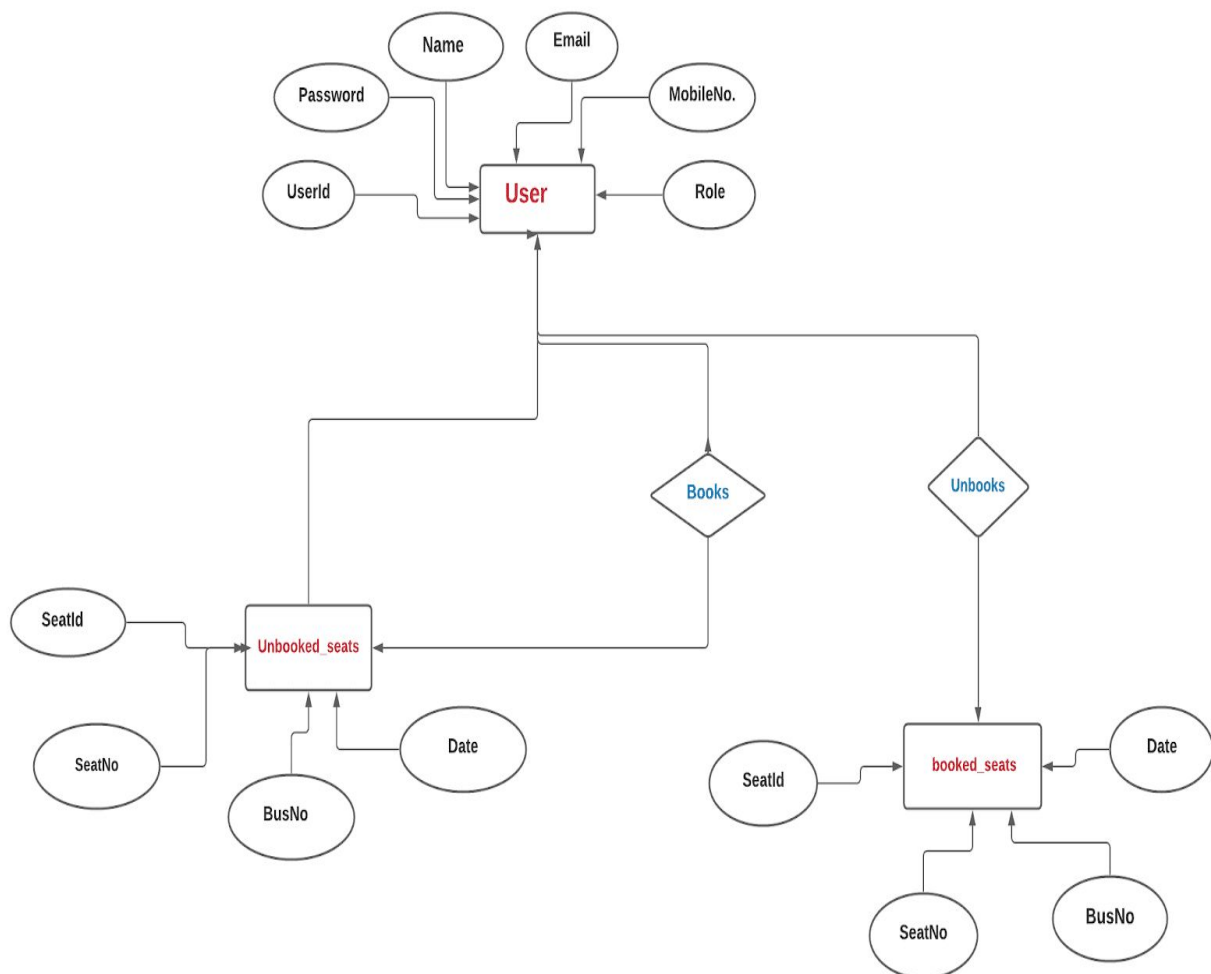 Name
Email
Password
MobileNo.
UserId
User
Role
Books
Unbooks
SeatId
Unbooked_seats
SeatNo
BusNo
Date
SeatId
booked_seats
Date
SeatNo
BusNo